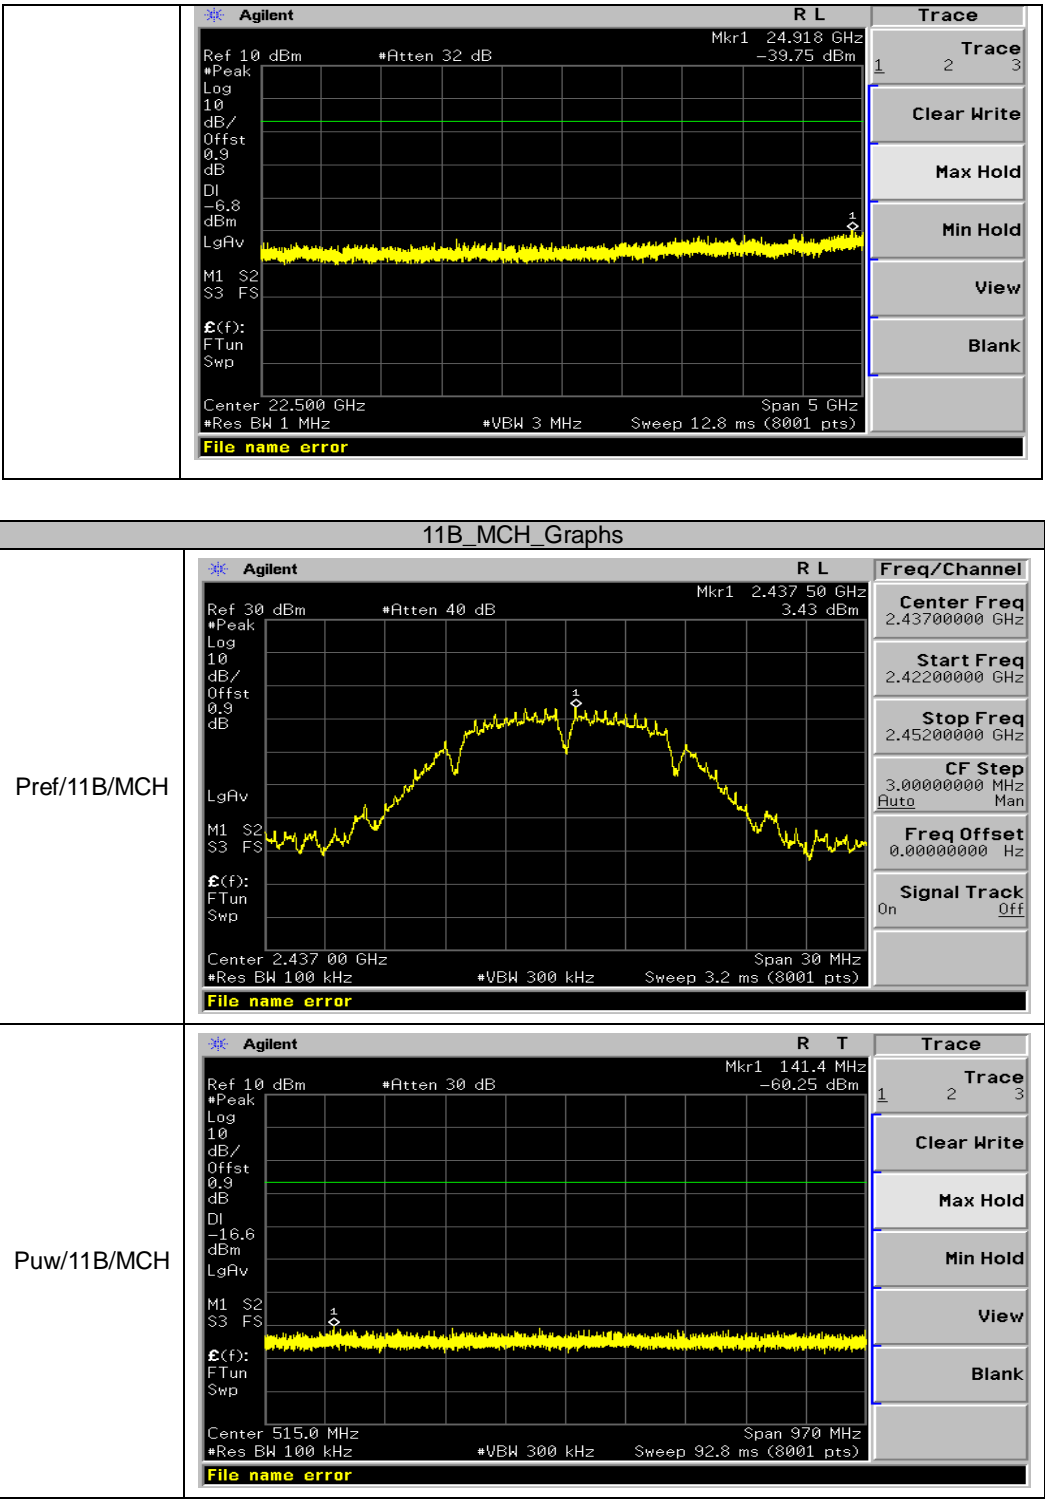 Agilent R L Trace
Mkr1 24.918 GHz
Ref 10 dBm #Atten 32 dB -39.75 dBm
#Peak
Log
10
dB/
Offst
0.9
dB
DI
-6.8
dBm
LgAv
M1 S2
S3 FS
£(f):
FTun
Swp
1
Center 22.500 GHz Span 5 GHz
#Res BW 1 MHz #VBW 3 MHz Sweep 12.8 ms (8001 pts)
File name error
Trace
1 2 3
Clear Write
Max Hold
Min Hold
View
Blank
11B_MCH_Graphs
Pref/11B/MCH
Agilent R L Freq/Channel
Mkr1 2.437 50 GHz
Ref 30 dBm #Atten 40 dB 3.43 dBm
#Peak
Log
10
dB/
Offst
0.9
dB
LgAv
M1 S2
S3 FS
£(f):
FTun
Swp
1
Center 2.437 00 GHz Span 30 MHz
#Res BW 100 kHz #VBW 300 kHz Sweep 3.2 ms (8001 pts)
File name error
Center Freq
2.43700000 GHz
Start Freq
2.42200000 GHz
Stop Freq
2.45200000 GHz
CF Step
3.00000000 MHz
Auto Man
Freq Offset
0.00000000 Hz
Signal Track
On Off
Puw/11B/MCH
Agilent R T Trace
Mkr1 141.4 MHz
Ref 10 dBm #Atten 30 dB -60.25 dBm
#Peak
Log
10
dB/
Offst
0.9
dB
DI
-16.6
dBm
LgAv
M1 S2
S3 FS
£(f):
FTun
Swp
1
Center 515.0 MHz Span 970 MHz
#Res BW 100 kHz #VBW 300 kHz Sweep 92.8 ms (8001 pts)
File name error
Trace
1 2 3
Clear Write
Max Hold
Min Hold
View
Blank